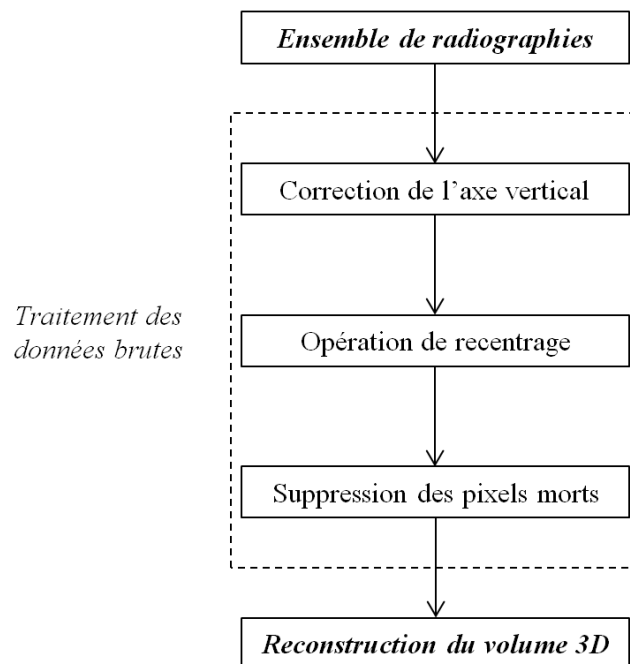 Ensemble de radiographies
Correction de l'axe vertical
Traitement des
données brutes
Opération de recentrage
Suppression des pixels morts
Reconstruction du volume 3D